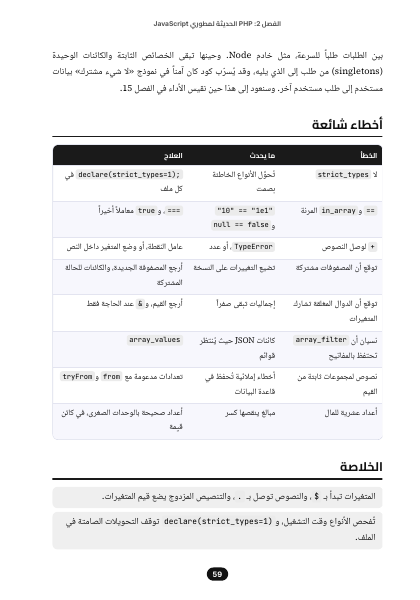 الفصل 2: PHP الحديثة لمطوري JavaScript
بين الطلبات طلباً للسرعة، مثل خادم Node. وحينها تبقى الخصائص الثابتة والكائنات الوحيدة
(singletons) من طلب إلى الذي يليه، وقد يُسرّب كود كان آمناً في نموذج «لا شيء مشترك» بيانات
مستخدم إلى طلب مستخدم آخر. وسنعود إلى هذا حين نقيس الأداء في الفصل 15.
أخطاء شائعة
الخطأ ما يحدث العلاج
لا strict_types تُحوَّل الأنواع الخاطئة declare(strict_types=1); في
بصمت كل ملف
== و in_array المرنة "10" == "1e1" === ، و true معاملاً أخيراً
و null == false
+ لوصل النصوص TypeError ، أو عدد عامل النقطة، أو وضع المتغير داخل النص
توقع أن المصفوفات مشتركة تضيع التغييرات على النسخة أرجع المصفوفة الجديدة، والكائنات للحالة
المشتركة
توقع أن الدوال المغلقة تشارك إجماليات تبقى صفراً أرجع القيم، و & عند الحاجة فقط
المتغيرات
نسيان أن array_filter كائنات JSON حيث يُنتظر array_values
تحتفظ بالمفاتيح قوائم
نصوص لمجموعات ثابتة من أخطاء إملائية تُحفظ في تعدادات مدعومة مع from و tryFrom
القيم قاعدة البيانات
أعداد عشرية للمال مبالغ ينقصها كسر أعداد صحيحة بالوحدات الصغرى، في كائن
قيمة
الخلاصة
المتغيرات تبدأ بـ $ ، والنصوص توصل بـ . ، والتنصيص المزدوج يضع قيم المتغيرات.
تُفحص الأنواع وقت التشغيل، و declare(strict_types=1) توقف التحويلات الصامتة في
الملف.
59